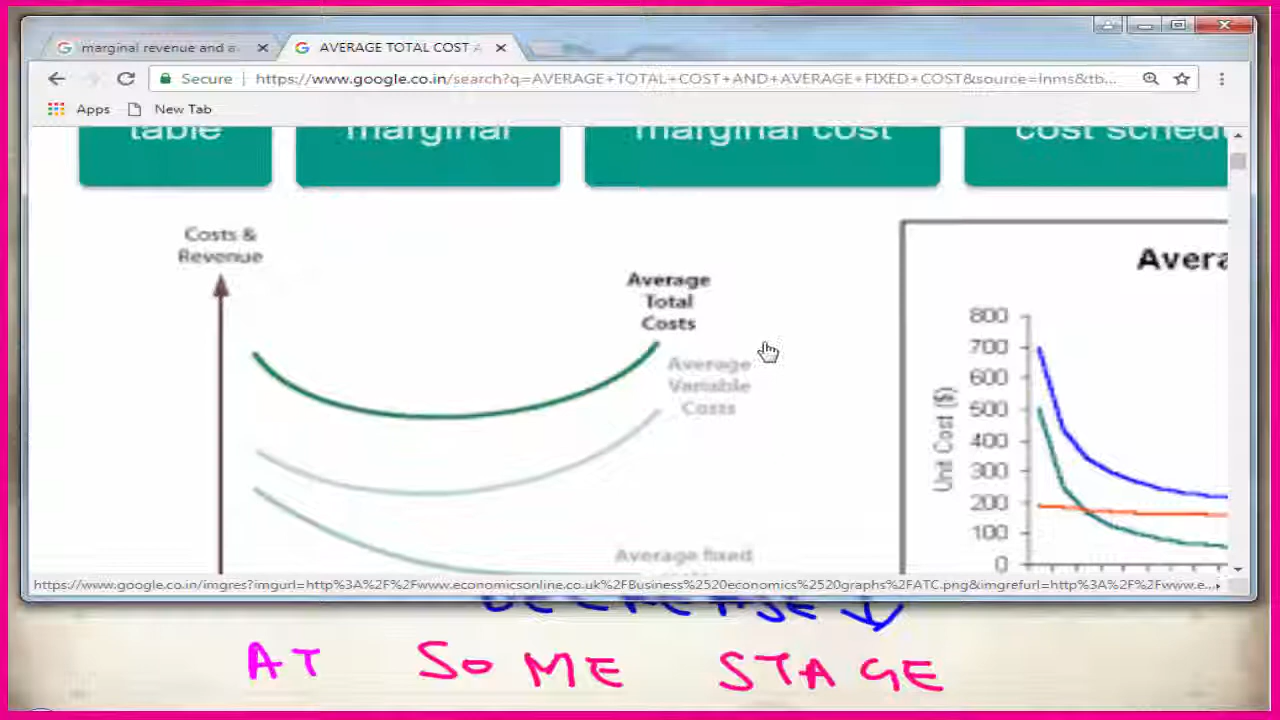 marginal revenue and a
AVERAGE TOTAL COST A
Secure
https://www.google.co.in/search?q=AVERAGE+TOTAL+COST+AND+AVERAGE+FIXED+COST&source=lnms&tb...
Apps
New Tab
table
marginal
marginal cost
cost schedu
Costs &
Revenue
Average
Total
Costs
Average
Variable
Costs
Average fixed
Avera
Unit Cost ($)
800
700
600
500
400
300
200
100
0
https://www.google.co.in/imgres?imgurl=http%3A%2F%2Fwww.economicsonline.co.uk%2FBusiness%2520economics%2520graphs%2FATC.png&imgrefurl=http%3A%2F%2Fwww.e...
DECREASE ↓
AT SOME STAGE